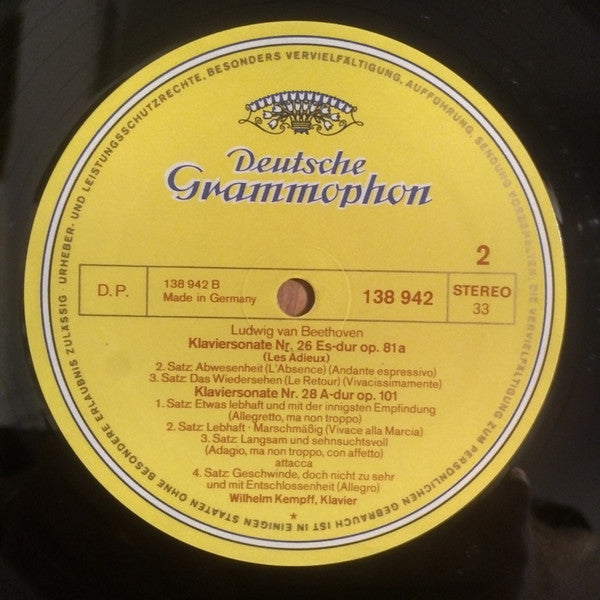 URHEBER- UND LEISTUNGSSCHUTZRECHTE, BESONDERS VERVIELFÄLTIGUNG, AUFFÜHRUNG, SENDUNG VORBEHALTEN. DIE VERVIELFÄLTIGUNG ZUM PERSÖNLICHEN GEBRAUCH IST IN EINIGEN STAATEN OHNE BESONDERE ERLAUBNIS ZULÄSSIG ·
Deutsche
Grammophon
2
D.P.
138 942 B
Made in Germany
138 942
STEREO
33
Ludwig van Beethoven
Klaviersonate Nr. 26 Es-dur op. 81a
(Les Adieux)
2. Satz: Abwesenheit (L'Absence) (Andante espressivo)
3. Satz: Das Wiedersehen (Le Retour) (Vivacissimamente)
Klaviersonate Nr. 28 A-dur op. 101
1. Satz: Etwas lebhaft und mit der innigsten Empfindung
(Allegretto, ma non troppo)
2. Satz: Lebhaft · Marschmäßig (Vivace alla Marcia)
3. Satz: Langsam und sehnsuchtsvoll
(Adagio, ma non troppo, con affetto)
attacca
4. Satz: Geschwinde, doch nicht zu sehr
und mit Entschlossenheit (Allegro)
Wilhelm Kempff, Klavier